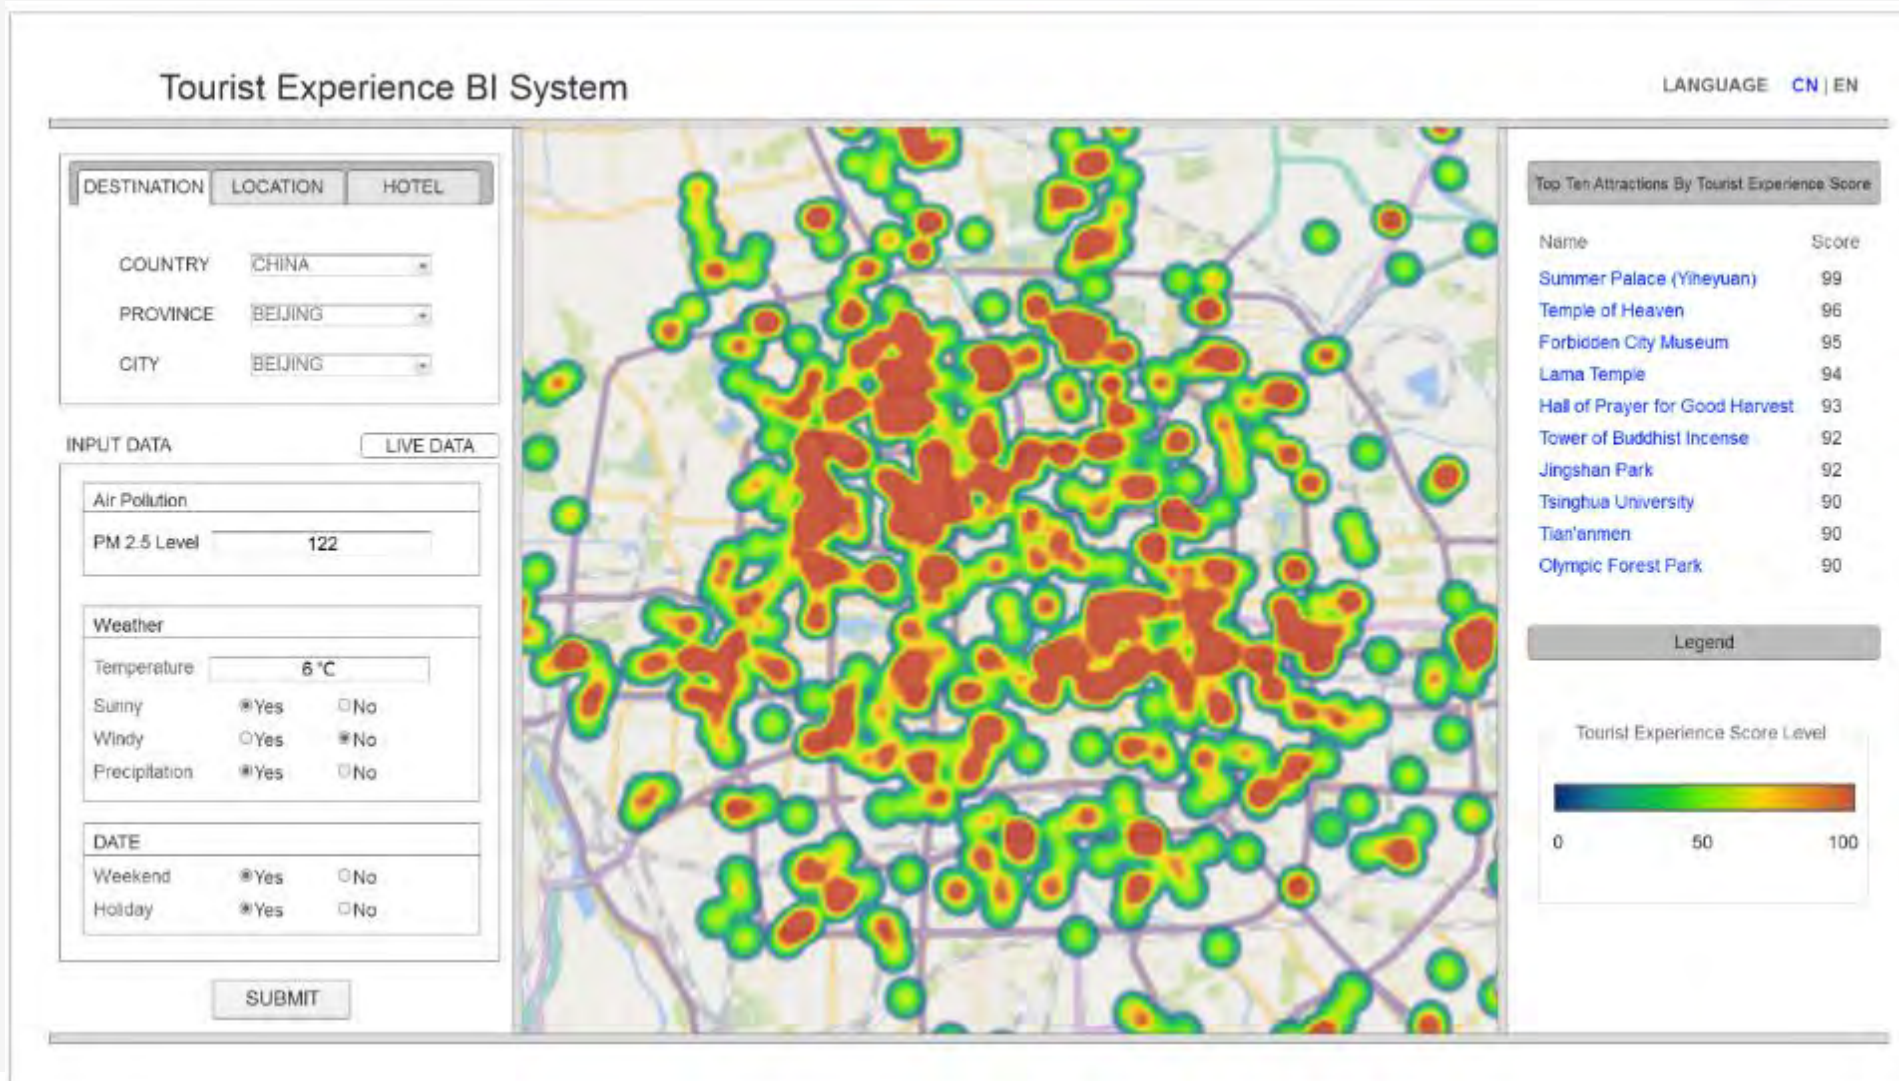 Tourist Experience BI System
LANGUAGE CN | EN
DESTINATION LOCATION HOTEL
COUNTRY CHINA
PROVINCE BEIJING
CITY BEIJING
INPUT DATA LIVE DATA
Air Pollution
PM 2.5 Level 122
Weather
Temperature 6 °C
Sunny Yes No
Windy Yes No
Precipitation Yes No
DATE
Weekend Yes No
Holiday Yes No
SUBMIT
Top Ten Attractions By Tourist Experience Score
Name Score
Summer Palace (Yiheyuan) 99
Temple of Heaven 96
Forbidden City Museum 95
Lama Temple 94
Hall of Prayer for Good Harvest 93
Tower of Buddhist Incense 92
Jingshan Park 92
Tsinghua University 90
Tian'anmen 90
Olympic Forest Park 90
Legend
Tourist Experience Score Level
0 50 100